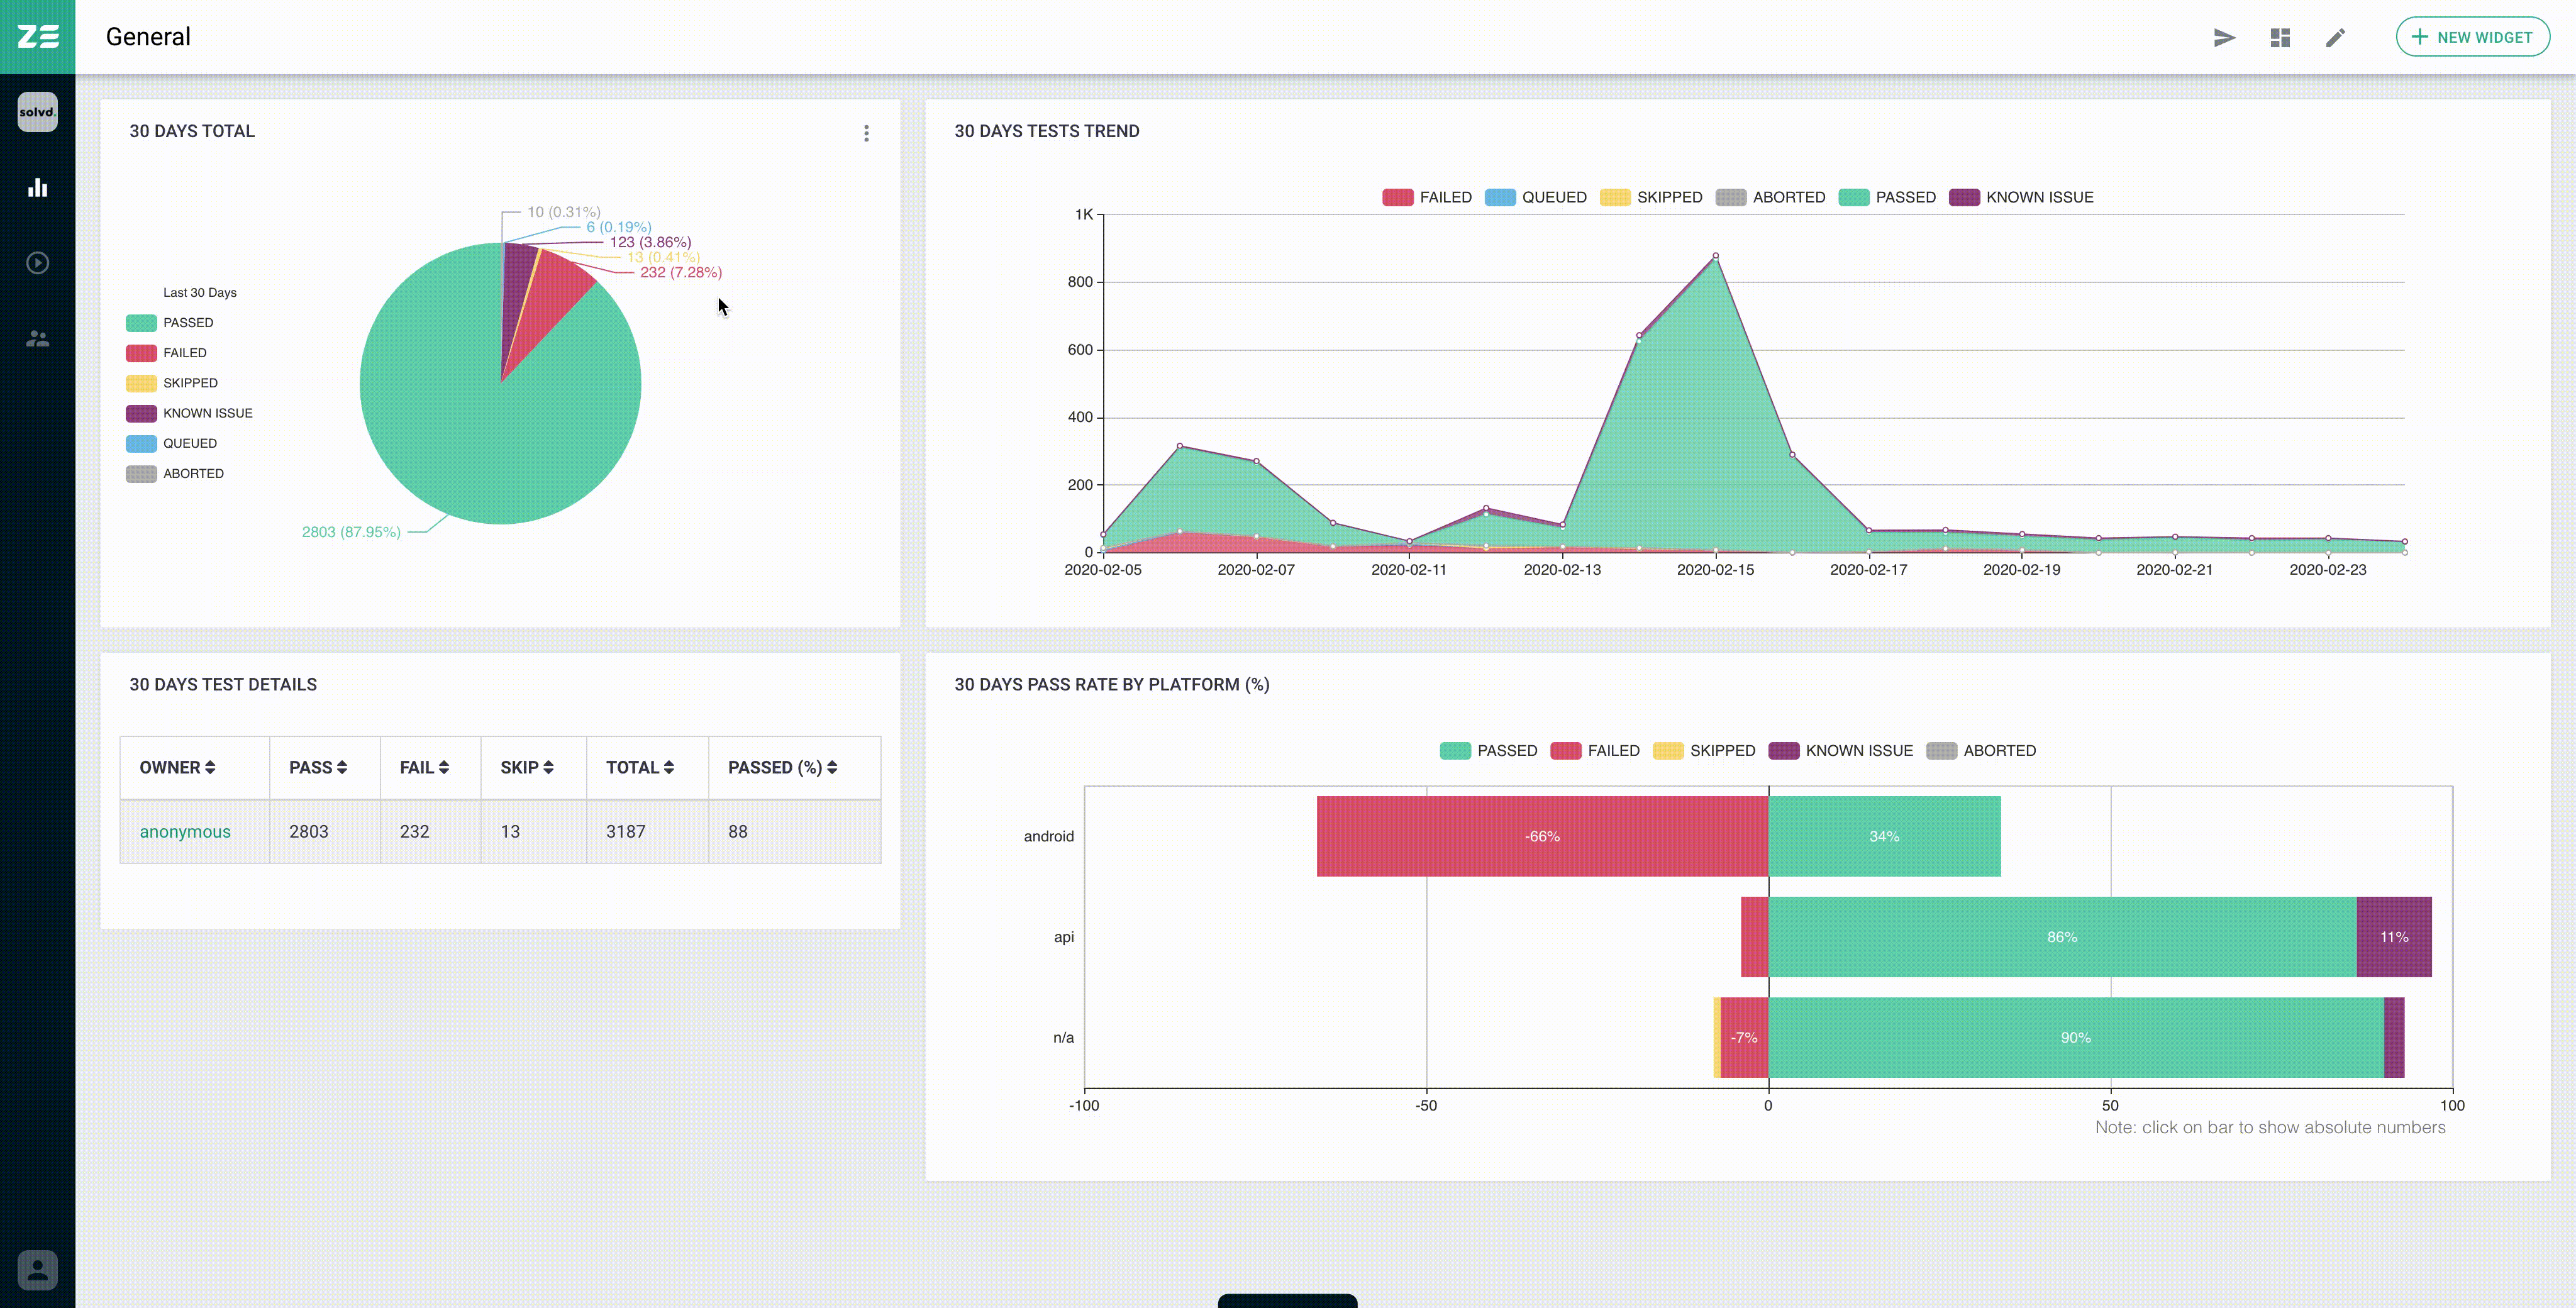 ZE
General
NEW WIDGET
solvd.
30 DAYS TOTAL
10 (0.31%)
6 (0.19%)
123 (3.86%)
13 (0.41%)
232 (7.28%)
Last 30 Days
PASSED
FAILED
SKIPPED
KNOWN ISSUE
QUEUED
ABORTED
2803 (87.95%)
30 DAYS TESTS TREND
FAILED QUEUED SKIPPED ABORTED PASSED KNOWN ISSUE
1K
800
600
400
200
0
2020-02-05 2020-02-07 2020-02-11 2020-02-13 2020-02-15 2020-02-17 2020-02-19 2020-02-21 2020-02-23
30 DAYS TEST DETAILS
OWNER PASS FAIL SKIP TOTAL PASSED (%)
anonymous 2803 232 13 3187 88
30 DAYS PASS RATE BY PLATFORM (%)
PASSED FAILED SKIPPED KNOWN ISSUE ABORTED
android -66% 34%
api 86% 11%
n/a -7% 90%
-100 -50 0 50 100
Note: click on bar to show absolute numbers